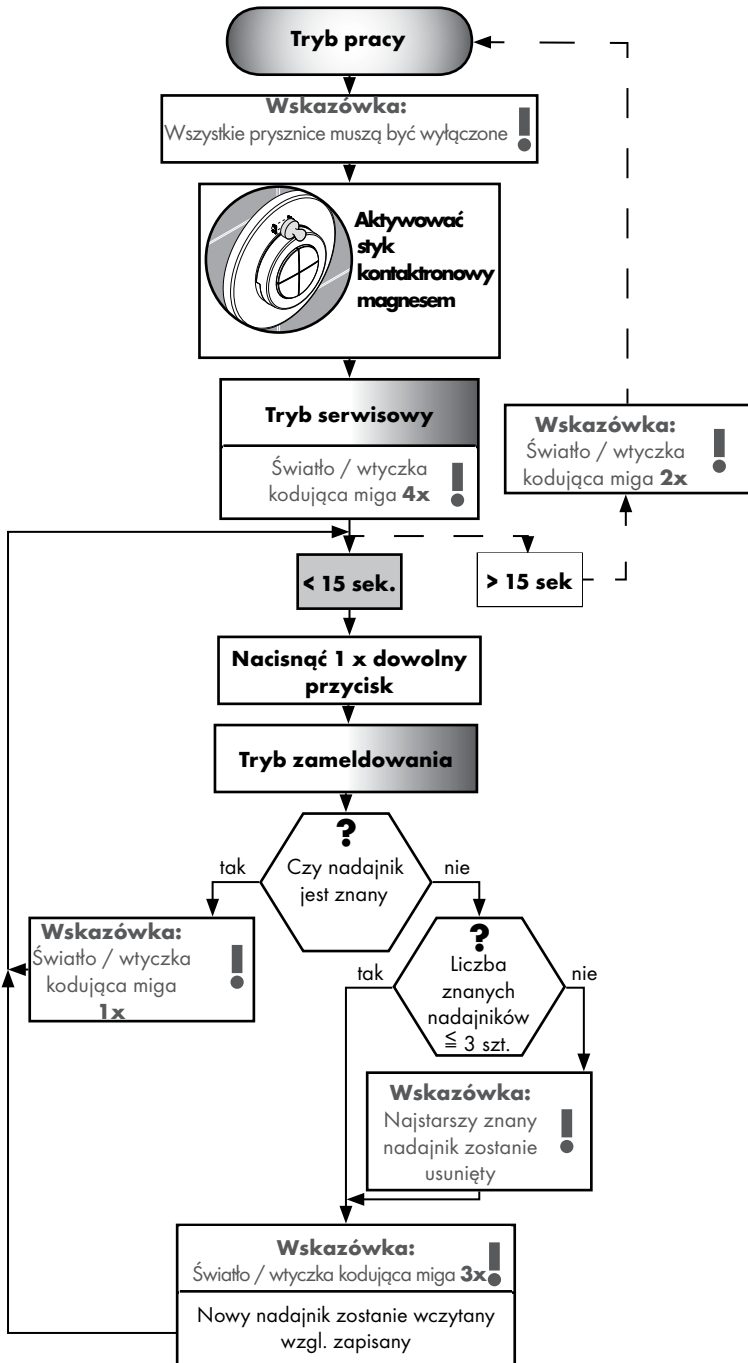 Tryb pracy
Wskazówka:
Wszystkie prysznice muszą być wyłączone
Aktywować
styk
kontaktronowy
magnesem
Tryb serwisowy
Światło / wtyczka
kodująca miga 4x
Wskazówka:
Światło / wtyczka
kodująca miga 2x
< 15 sek.
> 15 sek
Nacisnąć 1 x dowolny
przycisk
Tryb zameldowania
?
Czy nadajnik
jest znany
tak
nie
Wskazówka:
Światło / wtyczka
kodująca miga
1x
?
Liczba
znanych
nadajników
≦ 3 szt.
tak
nie
Wskazówka:
Najstarszy znany
nadajnik zostanie
usunięty
Wskazówka:
Światło / wtyczka kodująca miga 3x
Nowy nadajnik zostanie wczytany
wzgl. zapisany